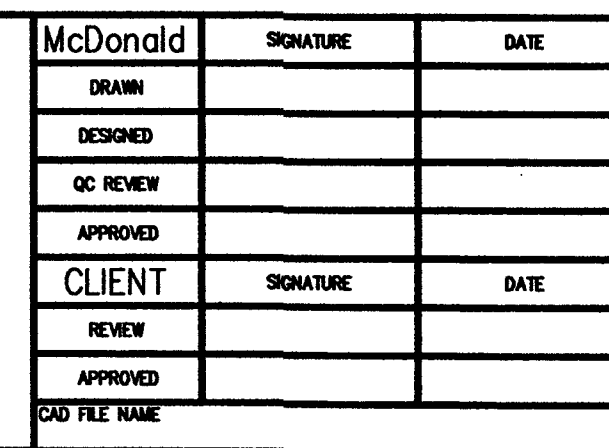 McDonald SIGNATURE DATE
DRAWN
DESIGNED
QC REVIEW
APPROVED
CLIENT SIGNATURE DATE
REVIEW
APPROVED
CAD FILE NAME